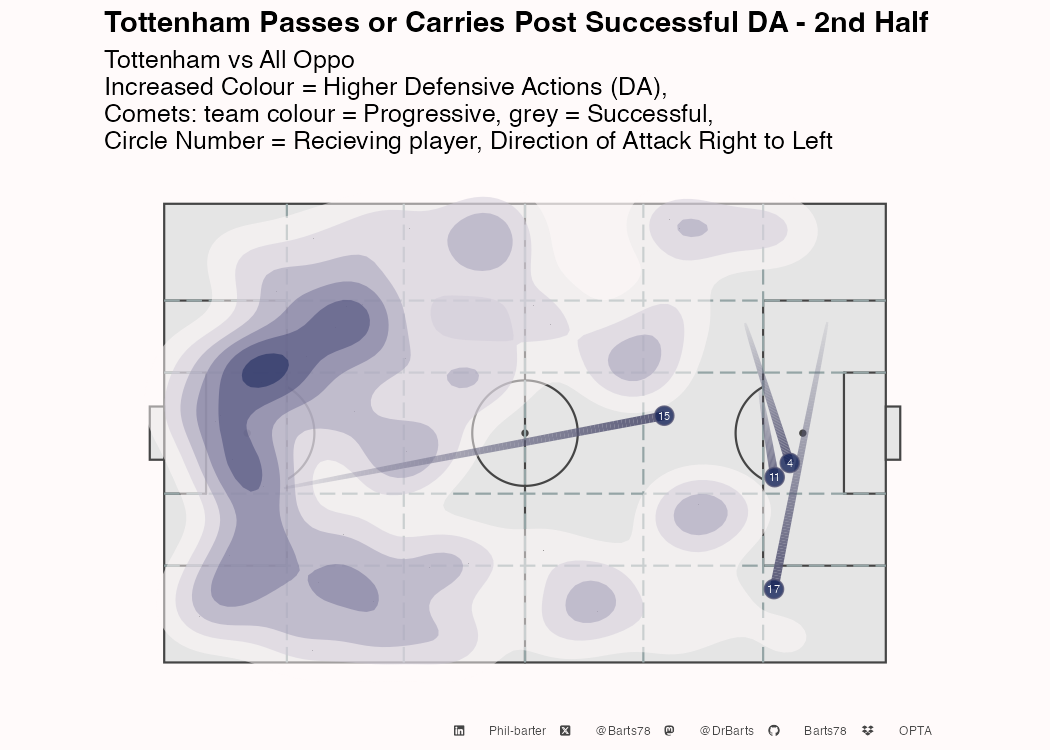 Tottenham Passes or Carries Post Successful DA - 2nd Half
Tottenham vs All Oppo
Increased Colour = Higher Defensive Actions (DA),
Comets: team colour = Progressive, grey = Successful,
Circle Number = Recieving player, Direction of Attack Right to Left
15
4
11
17
Phil-barter @Barts78 @DrBarts Barts78 OPTA